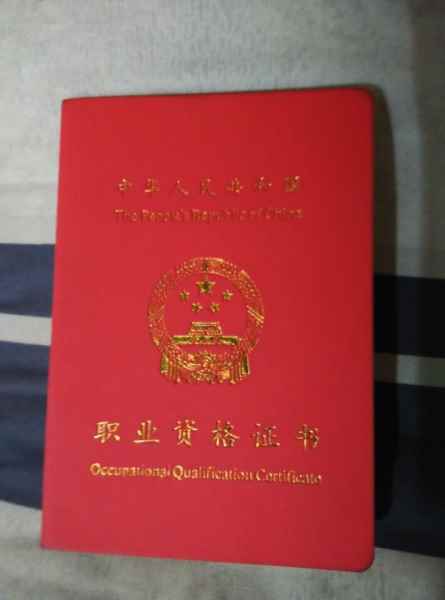 中华人民共和国
The People's Republic of China
职业资格证书
Occupational Qualification Certificate